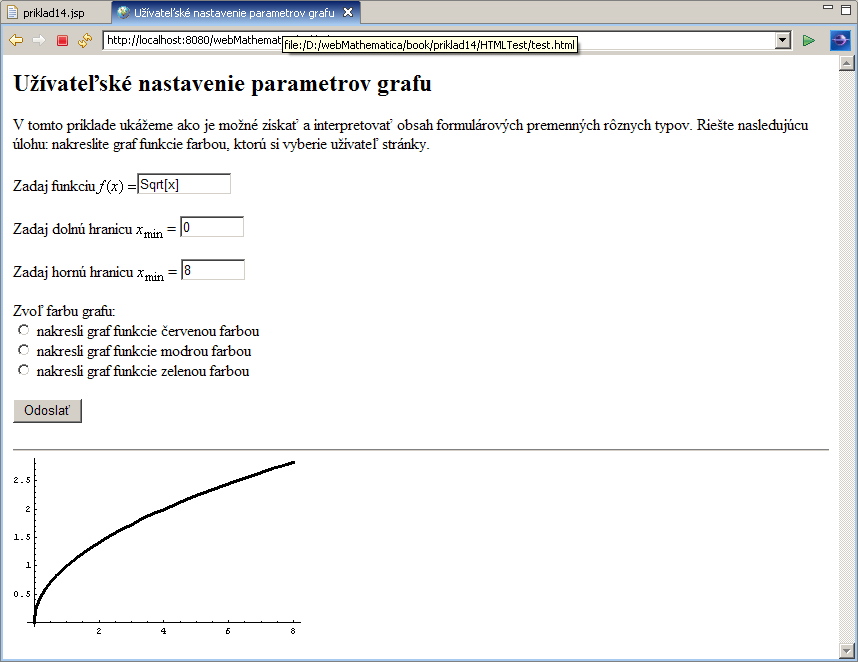 priklad14.jsp
Užívateľské nastavenie parametrov grafu
http://localhost:8080/webMathemat
file:/D:/webMathematica/book/priklad14/HTMLTest/test.html
Užívateľské nastavenie parametrov grafu
V tomto príklade ukážeme ako je možné získať a interpretovať obsah formulárových premenných rôznych typov. Riešte nasledujúcu
úlohu: nakreslite graf funkcie farbou, ktorú si vyberie užívateľ stránky.
Zadaj funkciu f(x) = Sqrt[x]
Zadaj dolnú hranicu xmin = 0
Zadaj hornú hranicu xmin = 8
Zvoľ farbu grafu:
nakresli graf funkcie červenou farbou
nakresli graf funkcie modrou farbou
nakresli graf funkcie zelenou farbou
Odoslať
2.5
2
1.5
1
0.5
2 4 6 8